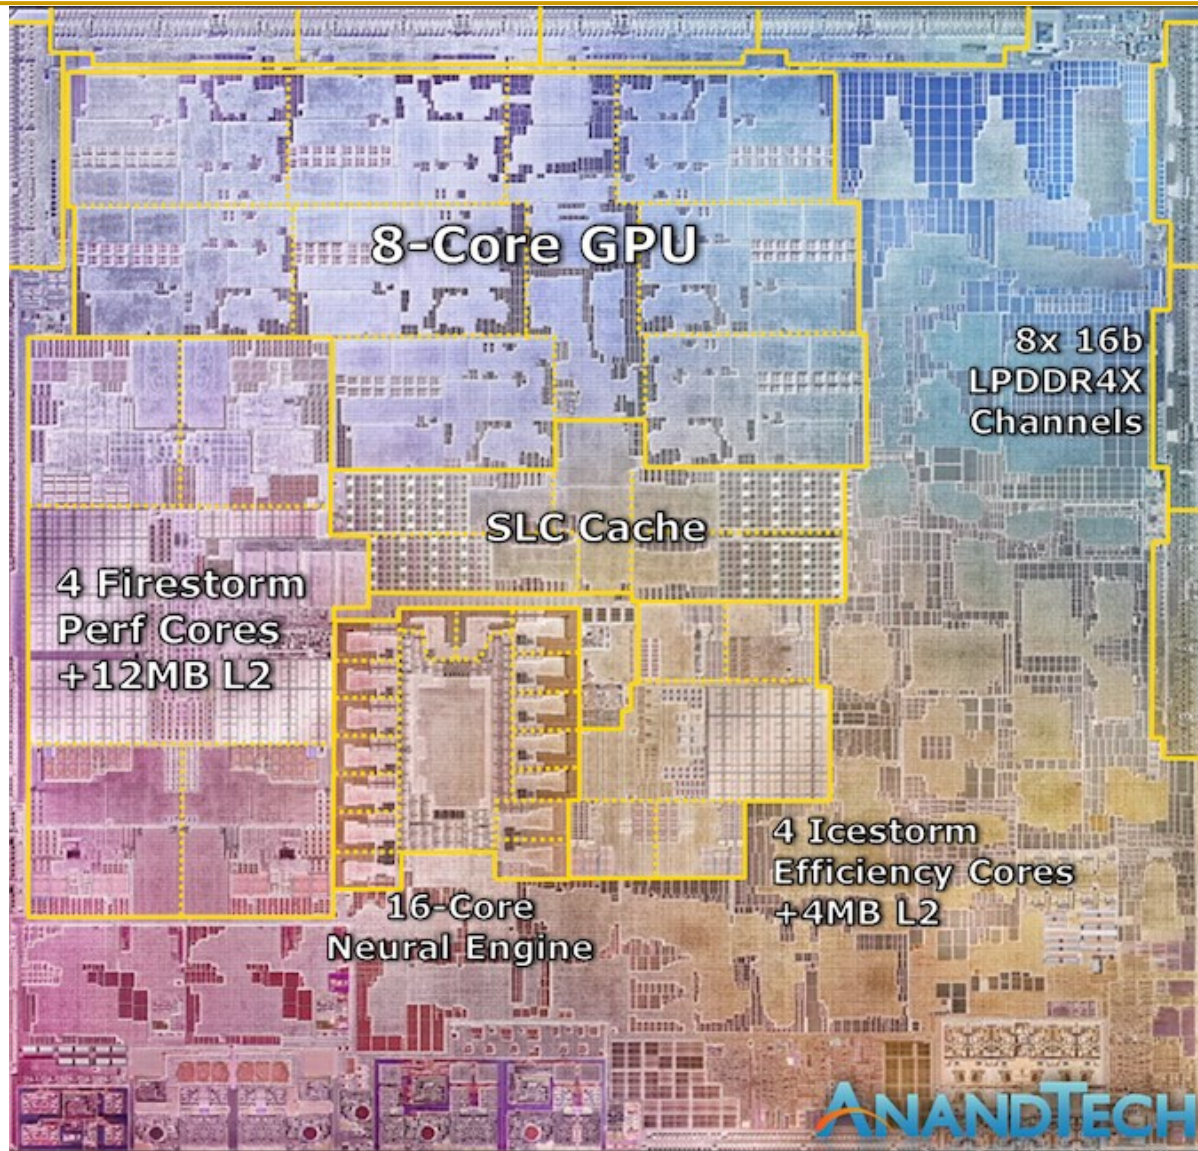 8-Core GPU
8x 16b
LPDDR4X
Channels
SLC Cache
4 Firestorm
Perf Cores
+12MB L2
4 Icestorm
Efficiency Cores
+4MB L2
16-Core
Neural Engine
ANANDTECH